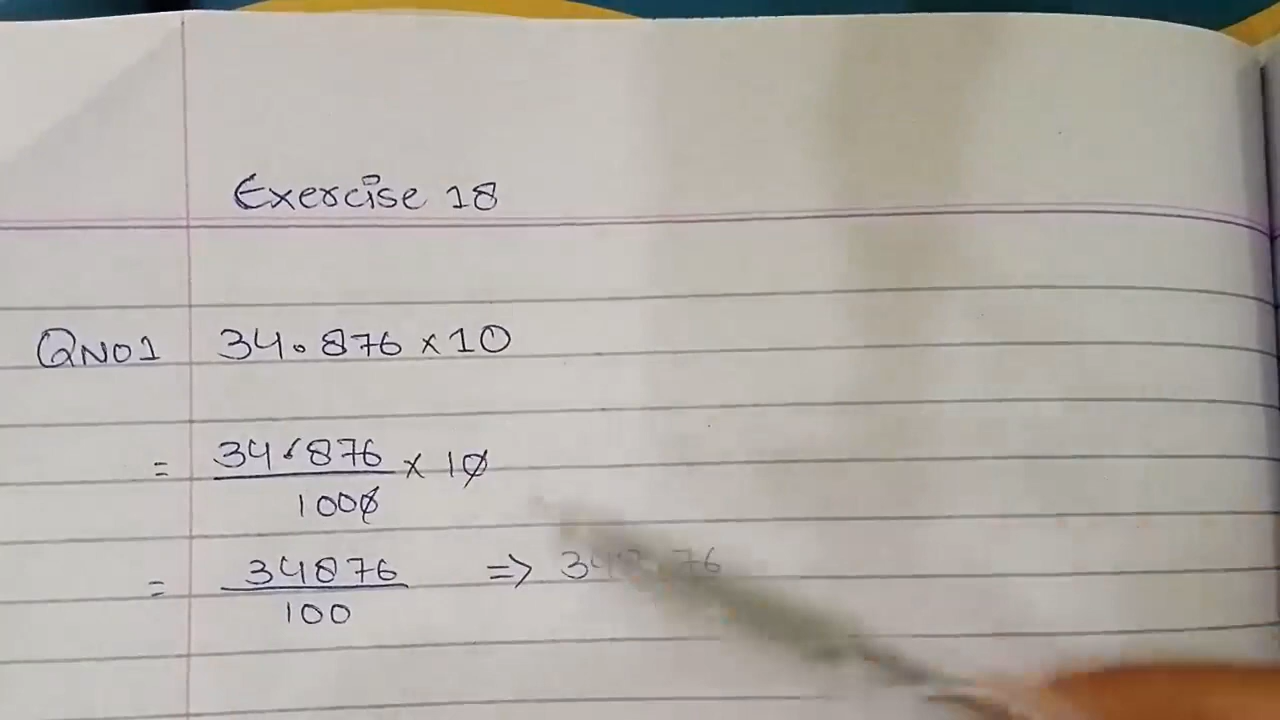 Exercise 18
QNO1 34.876 × 10
= 34.876 × 10
1000
= 34876 ⇒
100